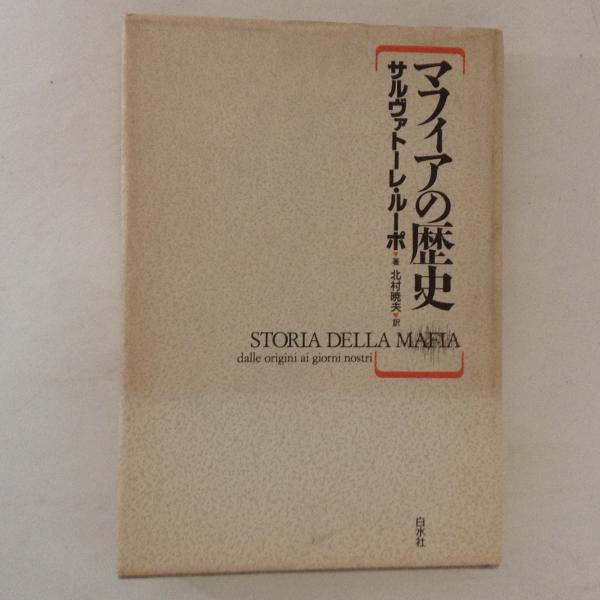 マフィアの歴史
サルヴァトーレ・ルーポ▼著
北村暁夫▼訳
STORIA DELLA MAFIA
dalle origini ai giorni nostri
白水社